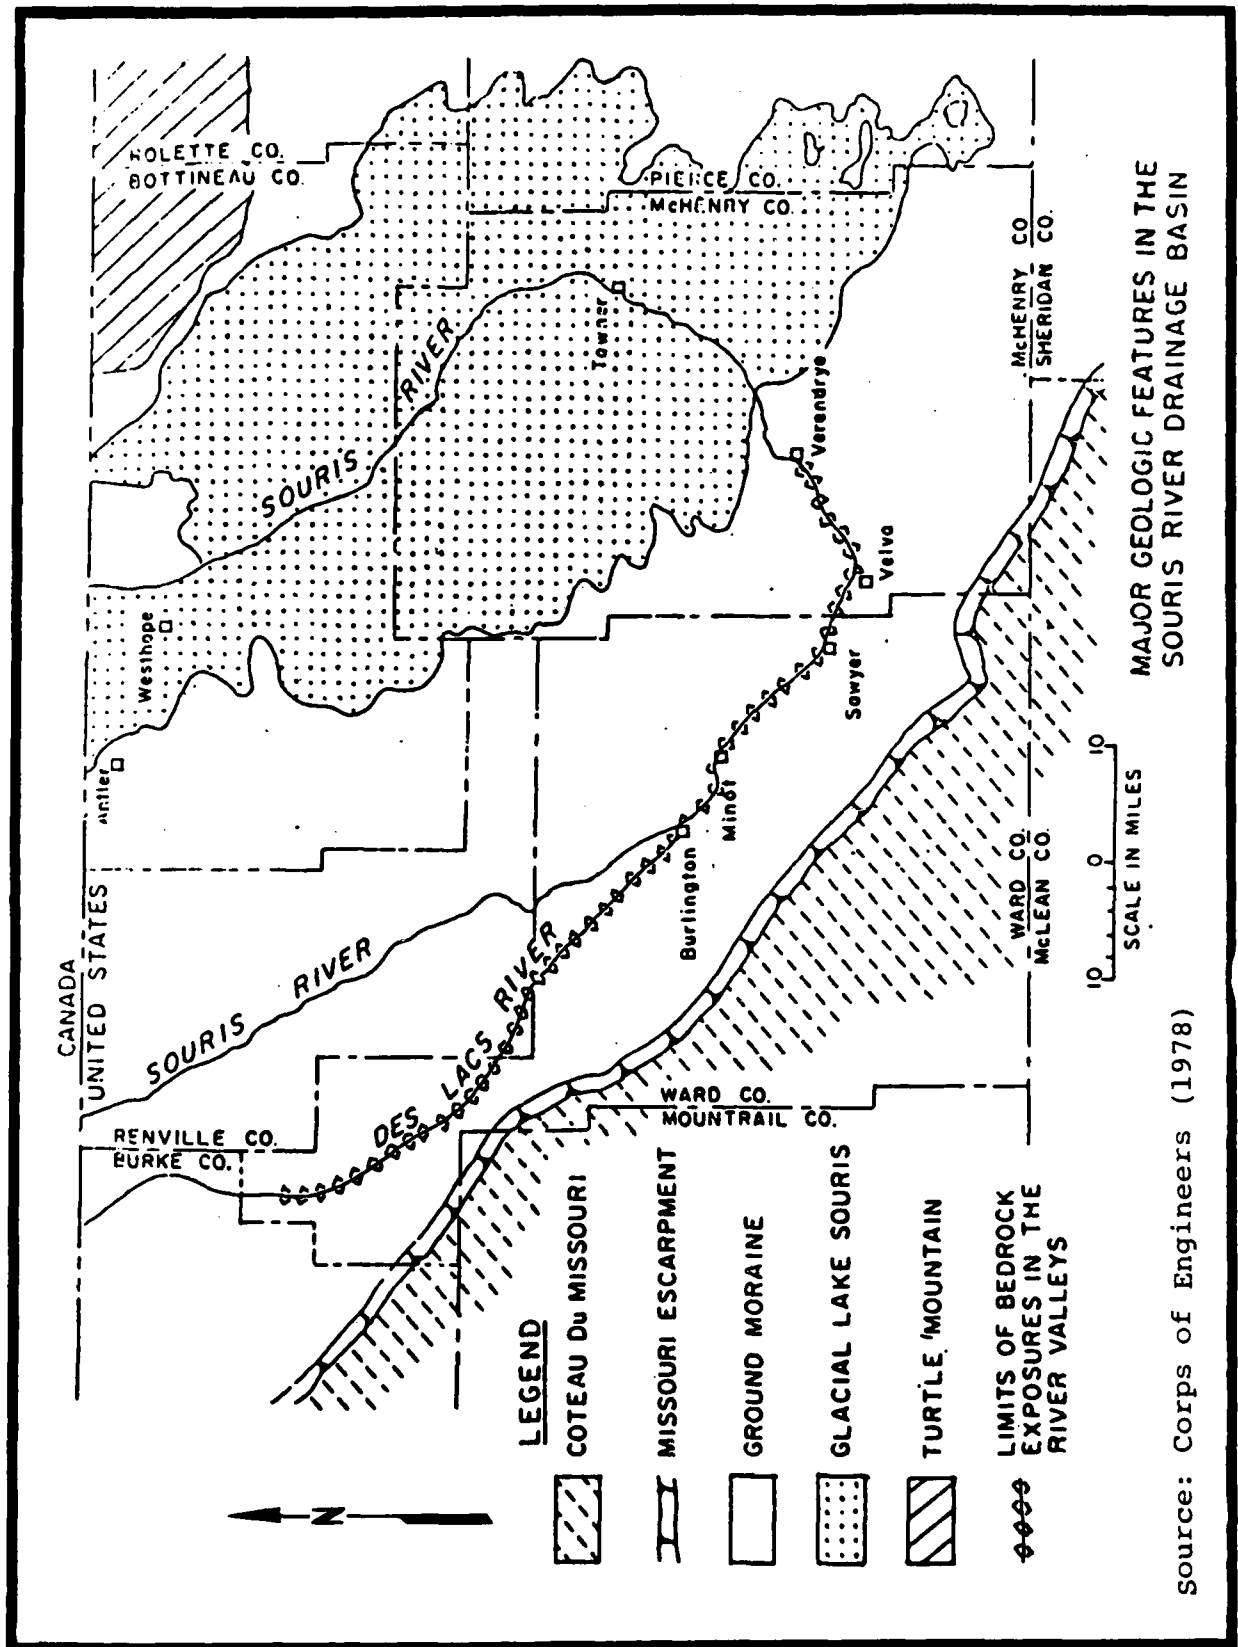 CANADA
UNITED STATES
SOURIS RIVER
RENVILLE CO.
BURKE CO.
DES LACS RIVER
Antler
Westhope
SOURIS RIVER
ROLETTE CO.
BOTTINEAU CO.
Towner
PIERCE CO.
McHENRY CO.
Verendrye
Velva
Sawyer
Minot
Burlington
WARD CO.
MOUNTRAIL CO.
WARD CO.
McLEAN CO.
McHENRY CO
SHERIDAN CO.
N
LEGEND
COTEAU Du MISSOURI
MISSOURI ESCARPMENT
GROUND MORAINE
GLACIAL LAKE SOURIS
TURTLE MOUNTAIN
LIMITS OF BEDROCK
EXPOSURES IN THE
RIVER VALLEYS
10 0 10
SCALE IN MILES
MAJOR GEOLOGIC FEATURES IN THE
SOURIS RIVER DRAINAGE BASIN
Source: Corps of Engineers (1978)